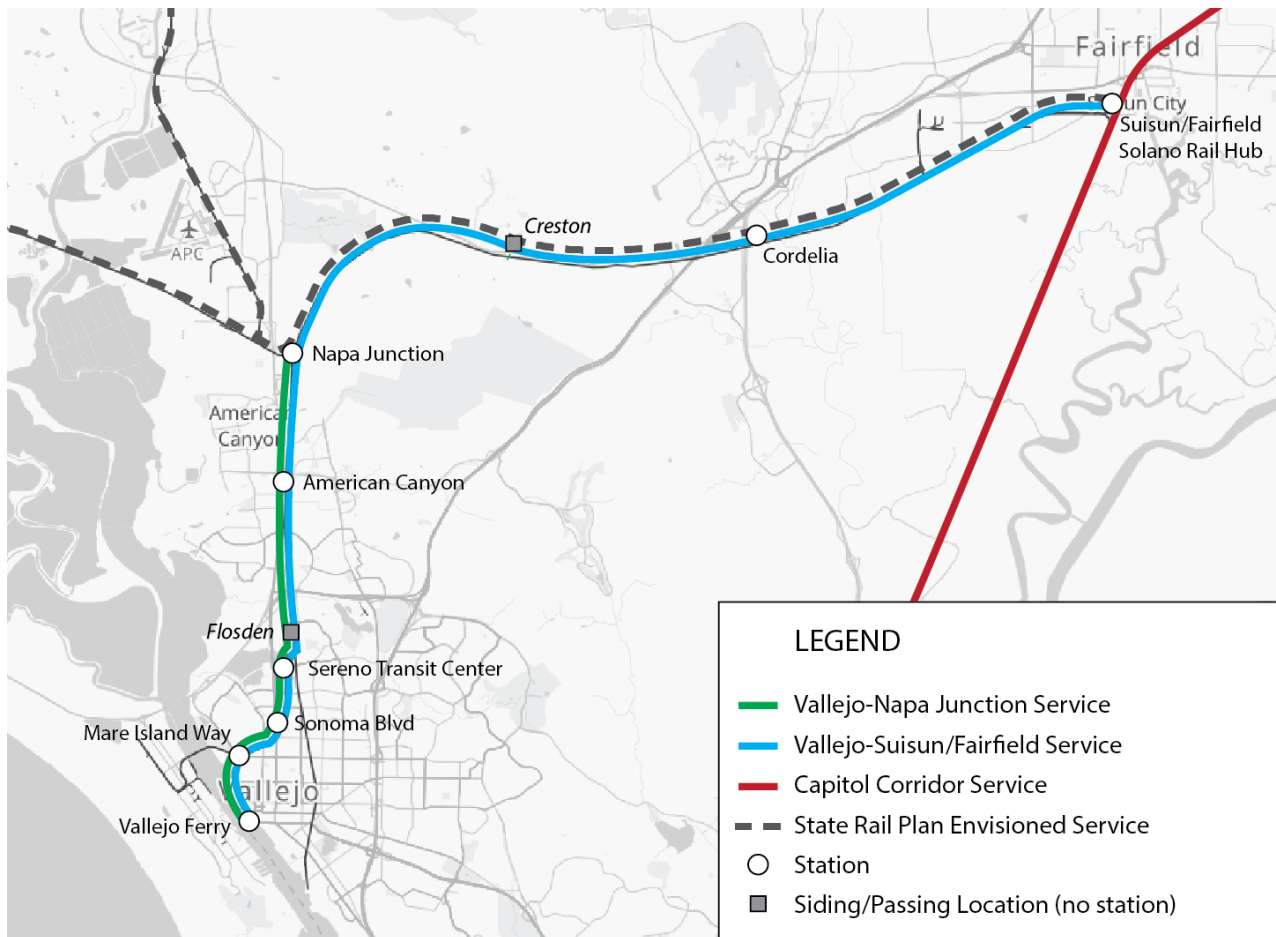 Fairfield
un City
Suisun/Fairfield
Solano Rail Hub
Creston
Cordelia
APC
Napa Junction
American
Canyon
American Canyon
Flosden
Sereno Transit Center
Sonoma Blvd
Mare Island Way
Vallejo
Vallejo Ferry
LEGEND
Vallejo-Napa Junction Service
Vallejo-Suisun/Fairfield Service
Capitol Corridor Service
State Rail Plan Envisioned Service
Station
Siding/Passing Location (no station)